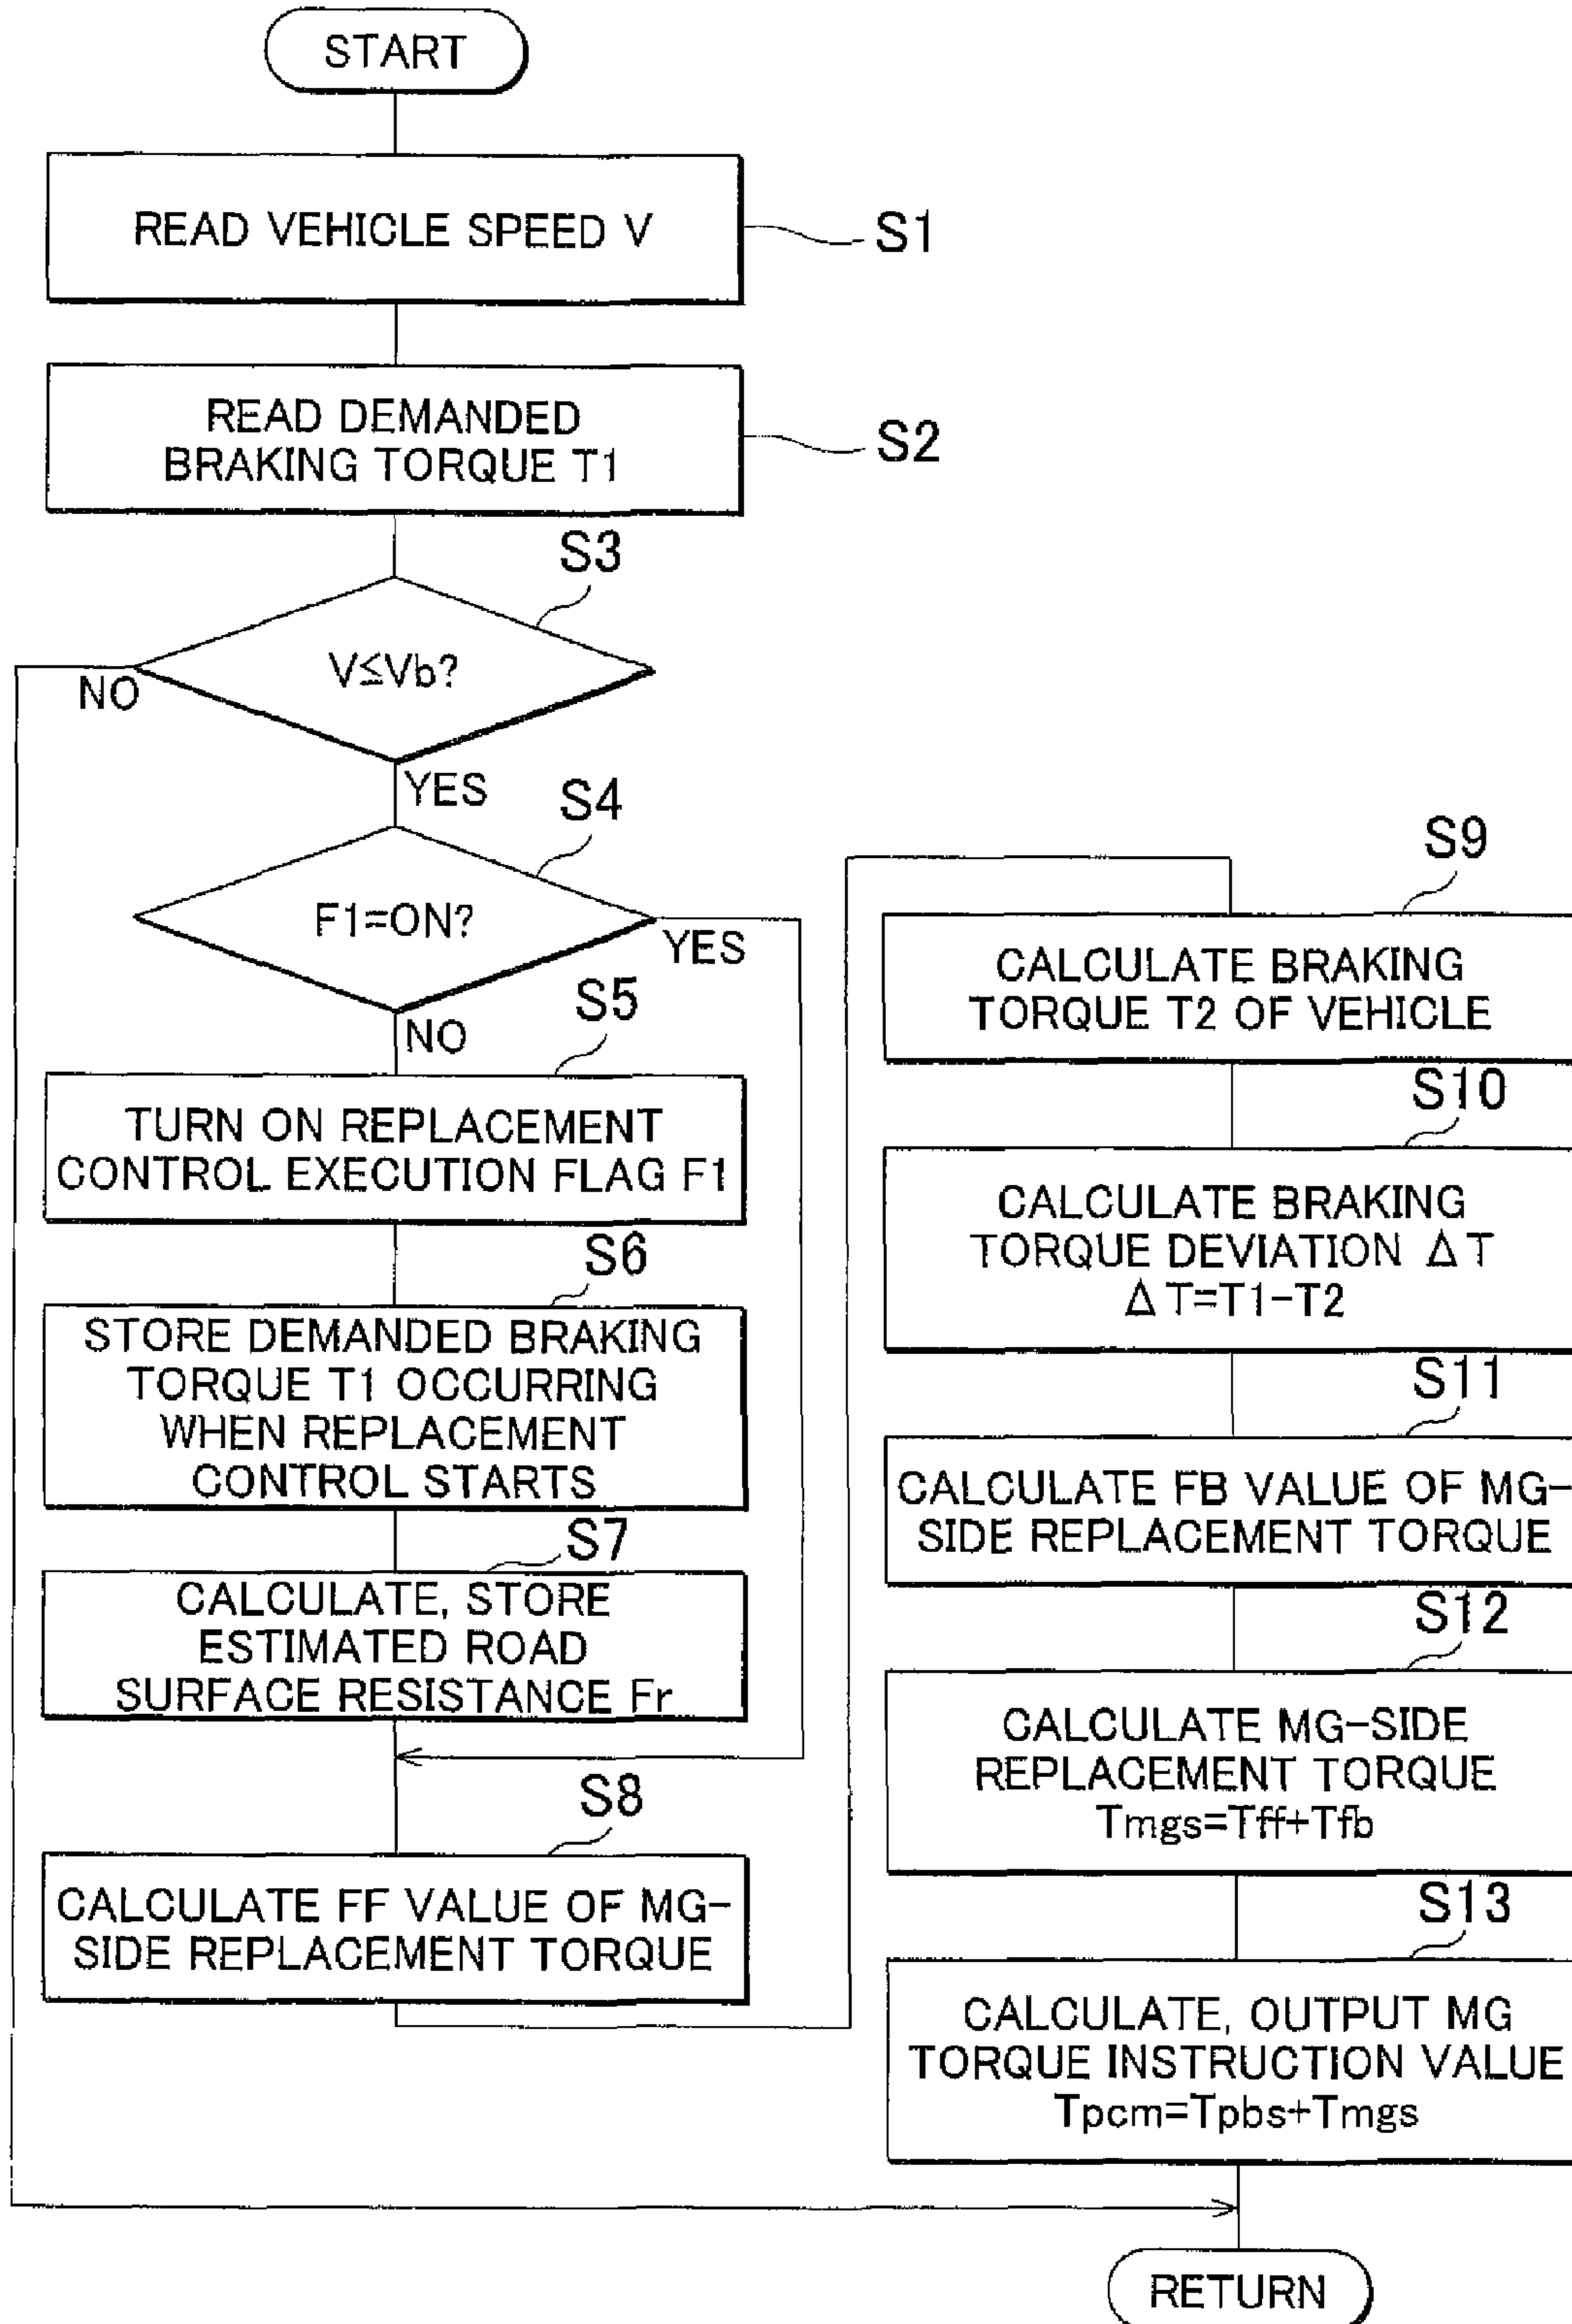 START
READ VEHICLE SPEED V
S1
READ DEMANDED
BRAKING TORQUE T1
S2
S3
V≤Vb?
NO
YES
S4
F1=ON?
YES
NO
S5
TURN ON REPLACEMENT
CONTROL EXECUTION FLAG F1
S6
STORE DEMANDED BRAKING
TORQUE T1 OCCURRING
WHEN REPLACEMENT
CONTROL STARTS
S7
CALCULATE, STORE
ESTIMATED ROAD
SURFACE RESISTANCE Fr
S8
CALCULATE FF VALUE OF MG-
SIDE REPLACEMENT TORQUE
S9
CALCULATE BRAKING
TORQUE T2 OF VEHICLE
S10
CALCULATE BRAKING
TORQUE DEVIATION ΔT
ΔT=T1-T2
S11
CALCULATE FB VALUE OF MG-
SIDE REPLACEMENT TORQUE
S12
CALCULATE MG-SIDE
REPLACEMENT TORQUE
Tmgs=Tff+Tfb
S13
CALCULATE, OUTPUT MG
TORQUE INSTRUCTION VALUE
Tpcm=Tpbs+Tmgs
RETURN